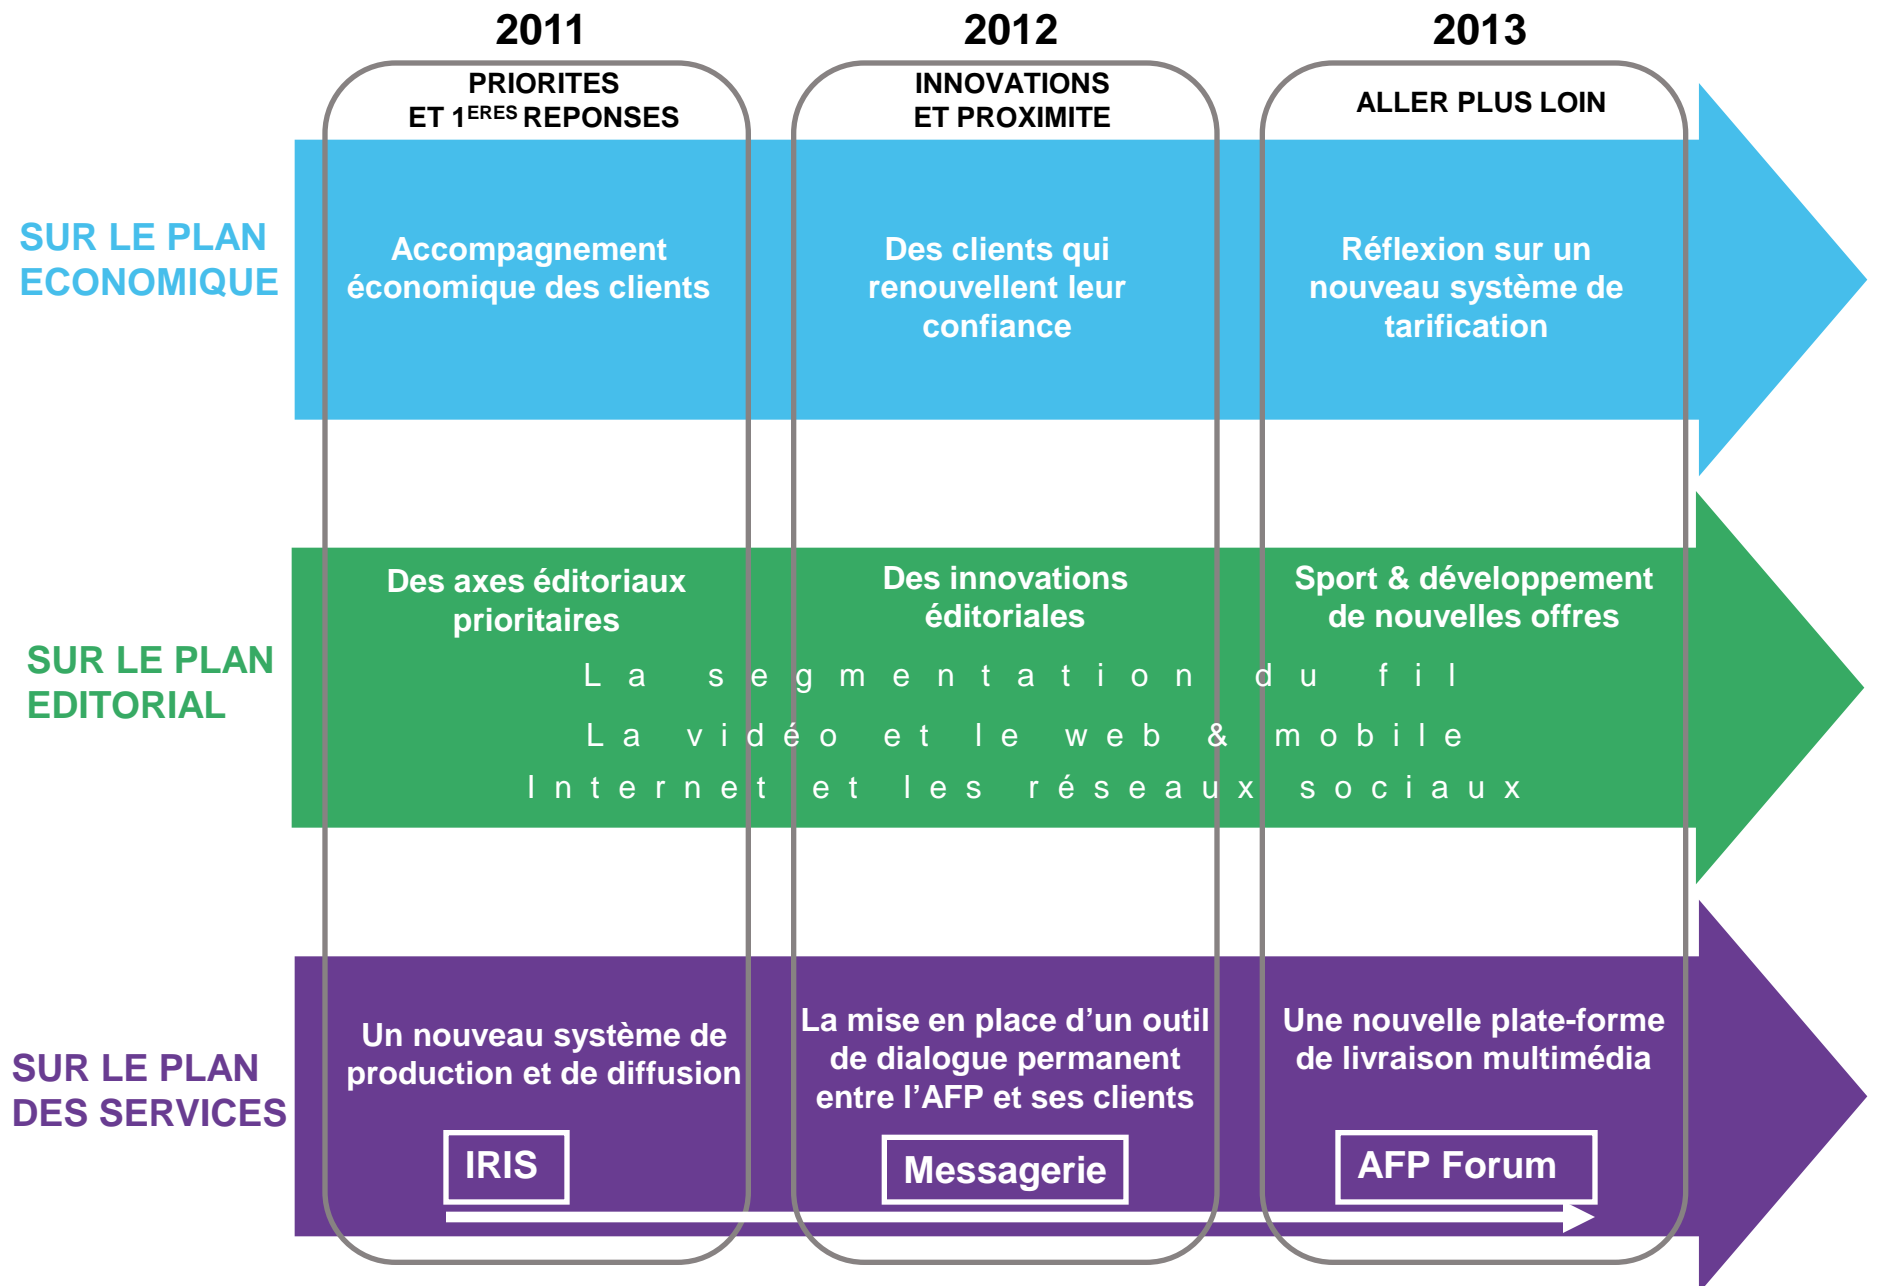 2011
2012
2013
PRIORITES
ET 1ERES REPONSES
INNOVATIONS
ET PROXIMITE
ALLER PLUS LOIN
SUR LE PLAN
ECONOMIQUE
Accompagnement
économique des clients
Des clients qui
renouvellent leur
confiance
Réflexion sur un
nouveau système de
tarification
SUR LE PLAN
EDITORIAL
Des axes éditoriaux
prioritaires
Des innovations
éditoriales
Sport & développement
de nouvelles offres
La segmentation du fil
La vidéo et le web & mobile
Internet et les réseaux sociaux
SUR LE PLAN
DES SERVICES
Un nouveau système de
production et de diffusion
IRIS
La mise en place d’un outil
de dialogue permanent
entre l’AFP et ses clients
Messagerie
Une nouvelle plate-forme
de livraison multimédia
AFP Forum